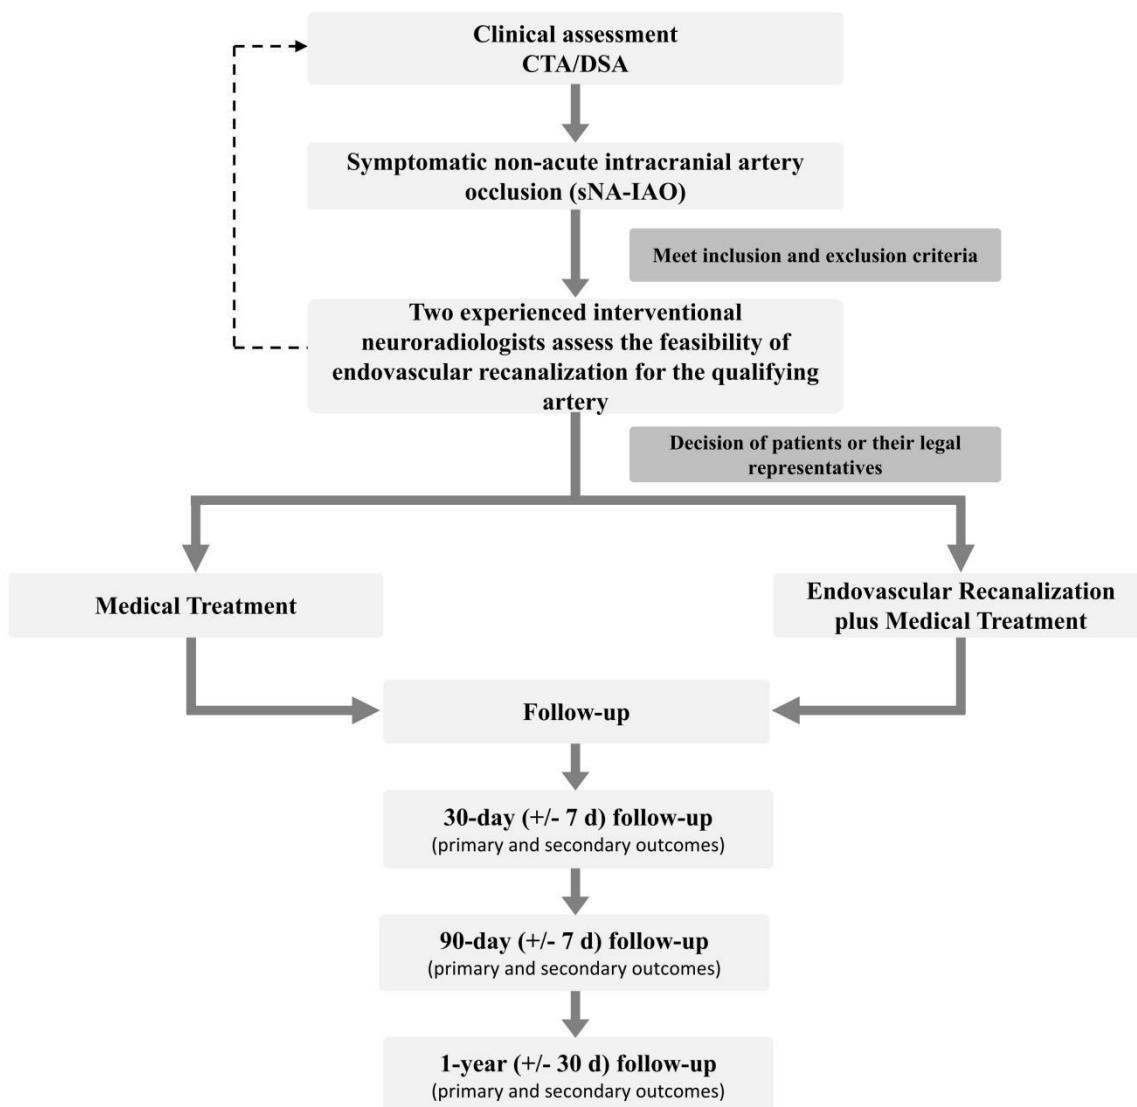 Clinical assessment
CTA/DSA
Symptomatic non-acute intracranial artery
occlusion (sNA-IAO)
Meet inclusion and exclusion criteria
Two experienced interventional
neuroradiologists assess the feasibility of
endovascular recanalization for the qualifying
artery
Decision of patients or their legal
representatives
Medical Treatment
Endovascular Recanalization
plus Medical Treatment
Follow-up
30-day (+/- 7 d) follow-up
(primary and secondary outcomes)
90-day (+/- 7 d) follow-up
(primary and secondary outcomes)
1-year (+/- 30 d) follow-up
(primary and secondary outcomes)